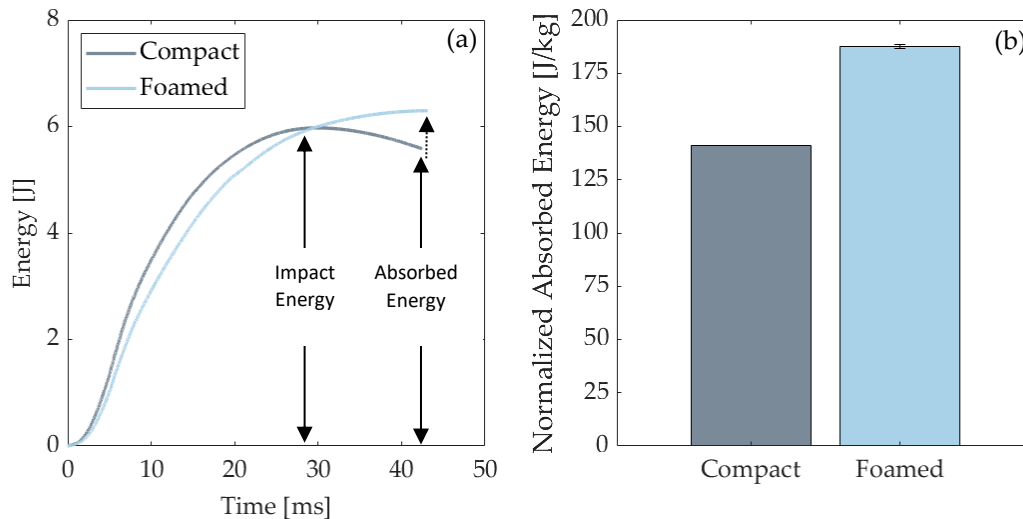 (a)
Compact
Foamed
8
6
4
2
0
Energy [J]
Impact
Energy
Absorbed
Energy
0 10 20 30 40 50
Time [ms]
(b)
200
175
150
125
100
75
50
25
0
Normalized Absorbed Energy [J/kg]
Compact Foamed